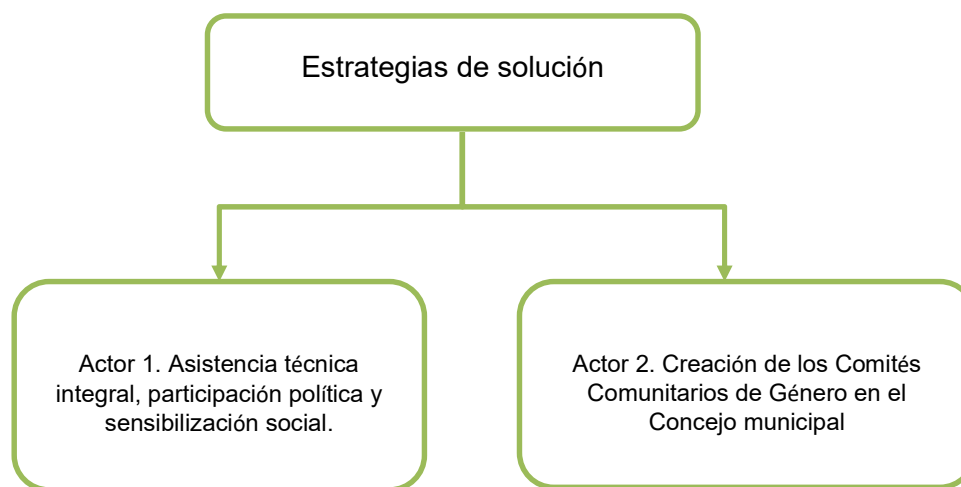 Estrategias de solución
Actor 1. Asistencia técnica
integral, participación política y
sensibilización social.
Actor 2. Creación de los Comités
Comunitarios de Género en el
Concejo municipal